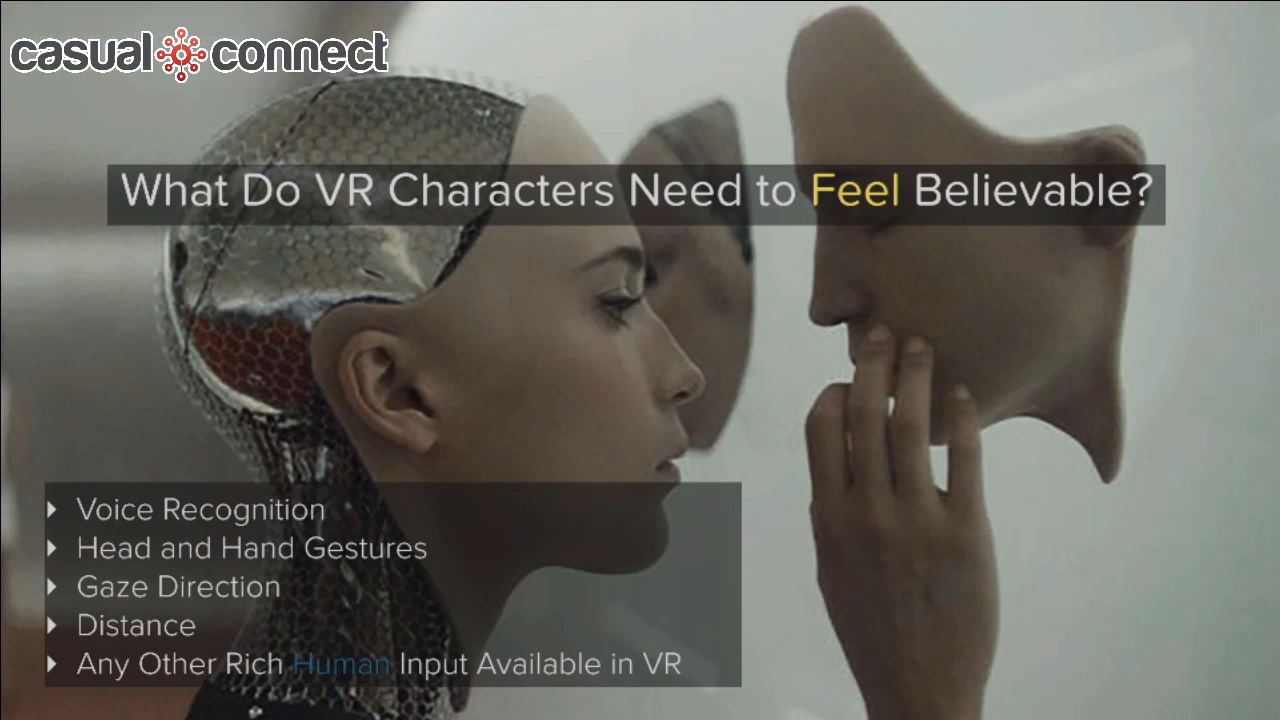 casual connect
What Do VR Characters Need to Feel Believable?
Voice Recognition
Head and Hand Gestures
Gaze Direction
Distance
Any Other Rich Human Input Available in VR